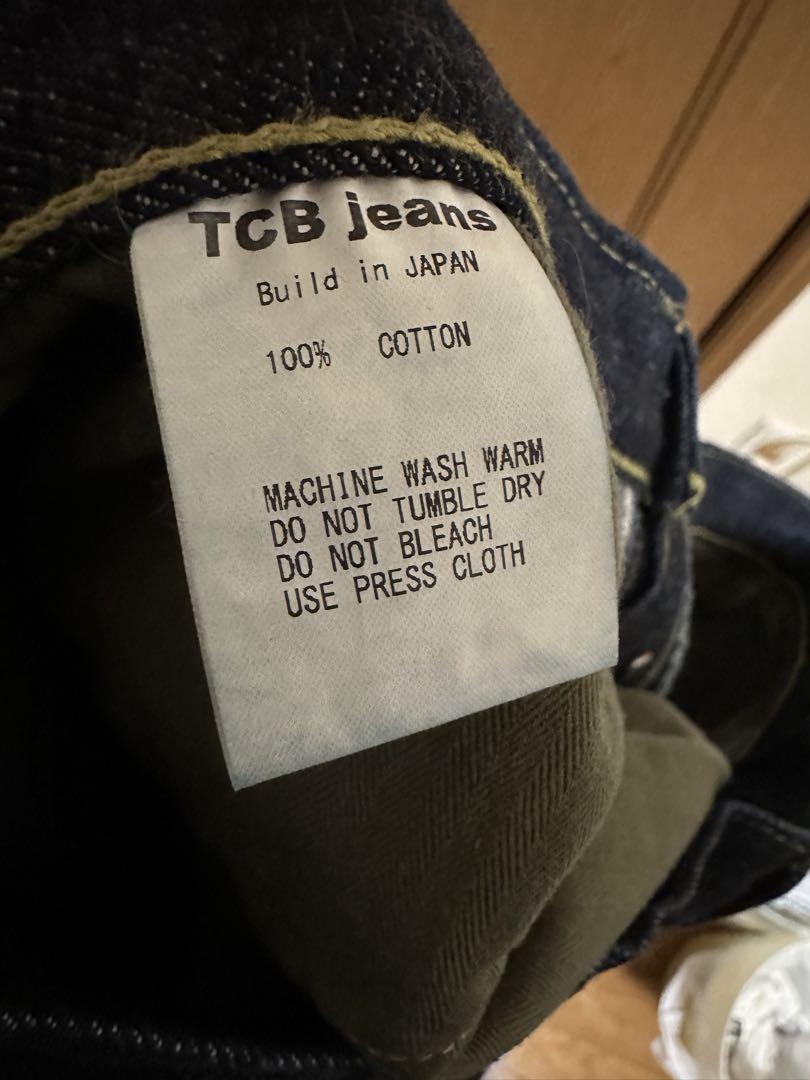 TCB jeans
Build in JAPAN
100% COTTON
MACHINE WASH WARM
DO NOT TUMBLE DRY
DO NOT BLEACH
USE PRESS CLOTH